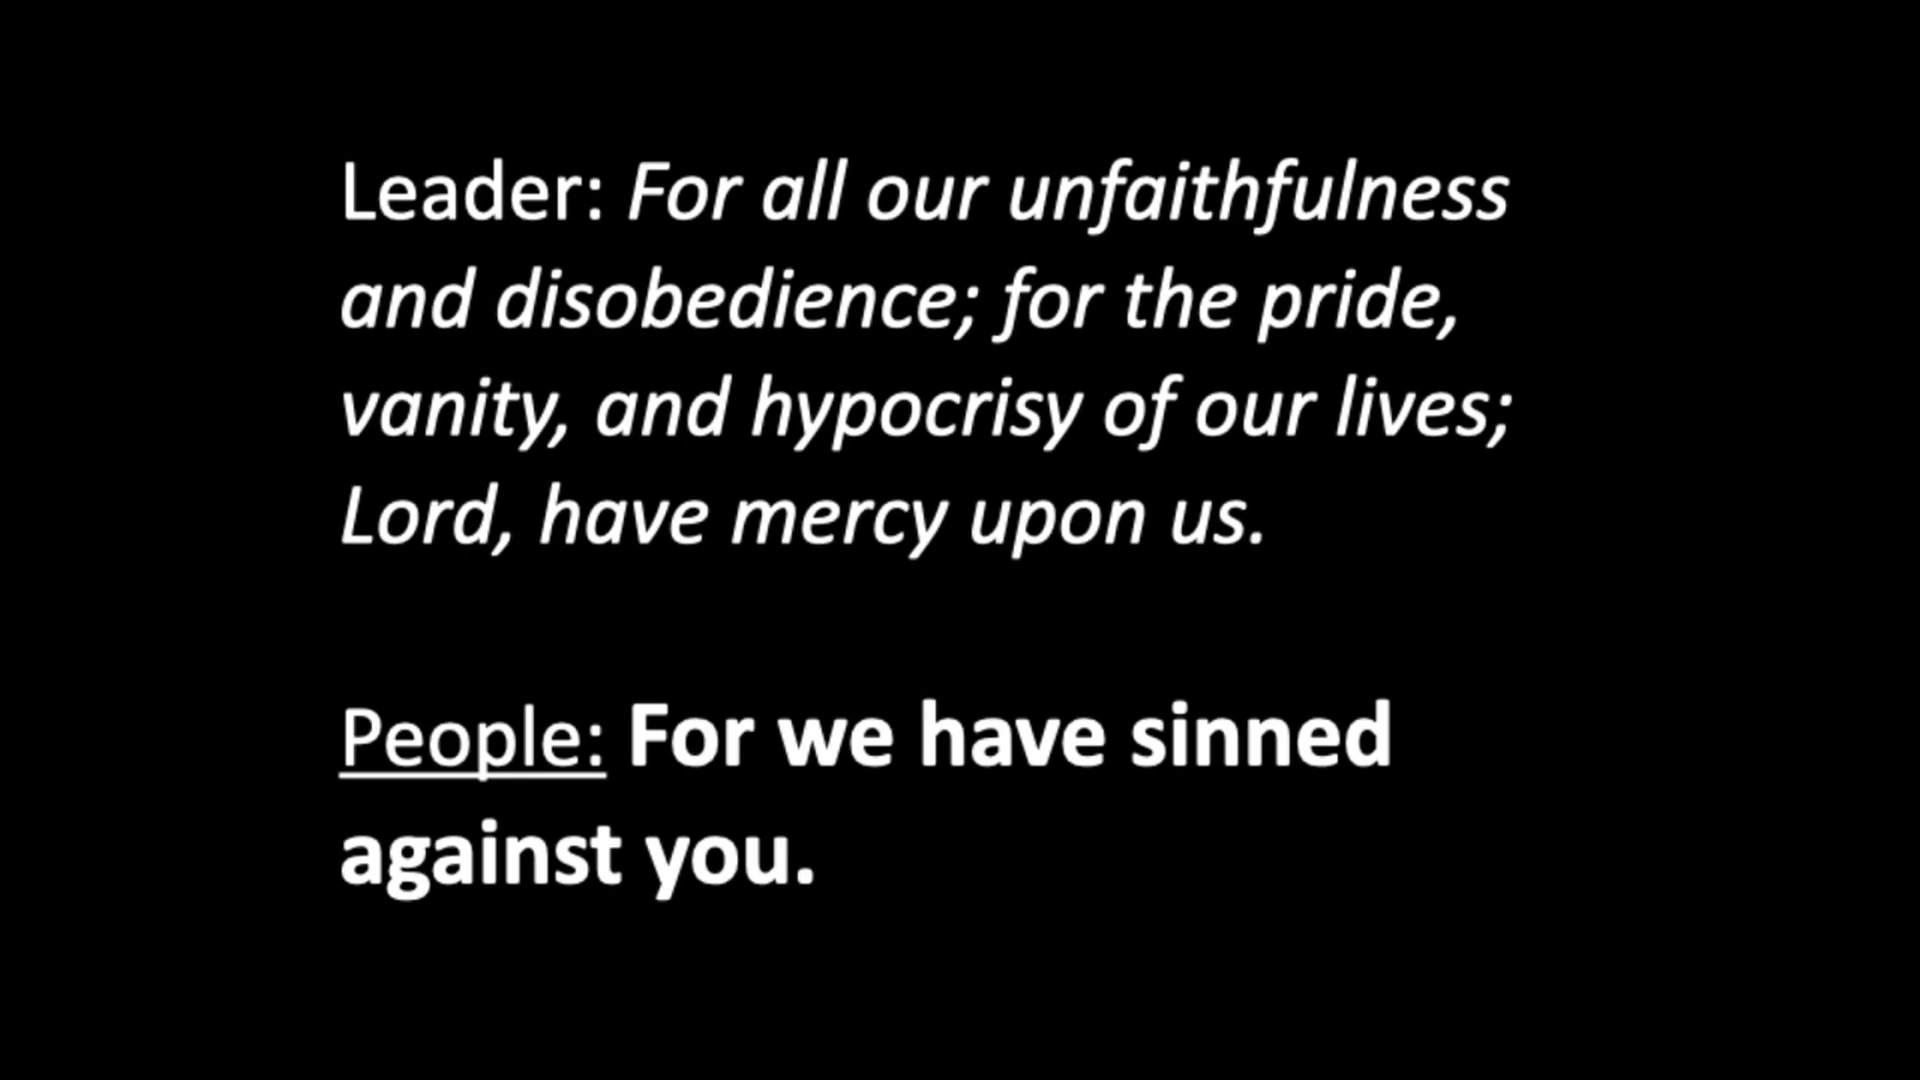 Leader: For all our unfaithfulness
and disobedience; for the pride,
vanity, and hypocrisy of our lives;
Lord, have mercy upon us.
People: For we have sinned
against you.